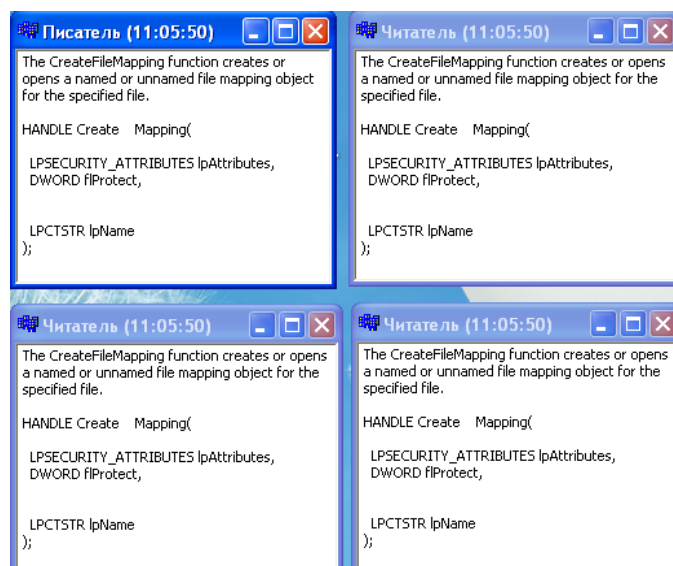 Писатель (11:05:50)
The CreateFileMapping function creates or
opens a named or unnamed file mapping object
for the specified file.
HANDLE Create    Mapping(
LPSECURITY_ATTRIBUTES lpAttributes,
DWORD flProtect,
LPCTSTR lpName
);
Читатель (11:05:50)
The CreateFileMapping function creates or opens
a named or unnamed file mapping object for the
specified file.
HANDLE Create    Mapping(
LPSECURITY_ATTRIBUTES lpAttributes,
DWORD flProtect,
LPCTSTR lpName
);
Читатель (11:05:50)
The CreateFileMapping function creates or opens
a named or unnamed file mapping object for the
specified file.
HANDLE Create    Mapping(
LPSECURITY_ATTRIBUTES lpAttributes,
DWORD flProtect,
LPCTSTR lpName
);
Читатель (11:05:50)
The CreateFileMapping function creates or opens
a named or unnamed file mapping object for the
specified file.
HANDLE Create    Mapping(
LPSECURITY_ATTRIBUTES lpAttributes,
DWORD flProtect,
LPCTSTR lpName
);